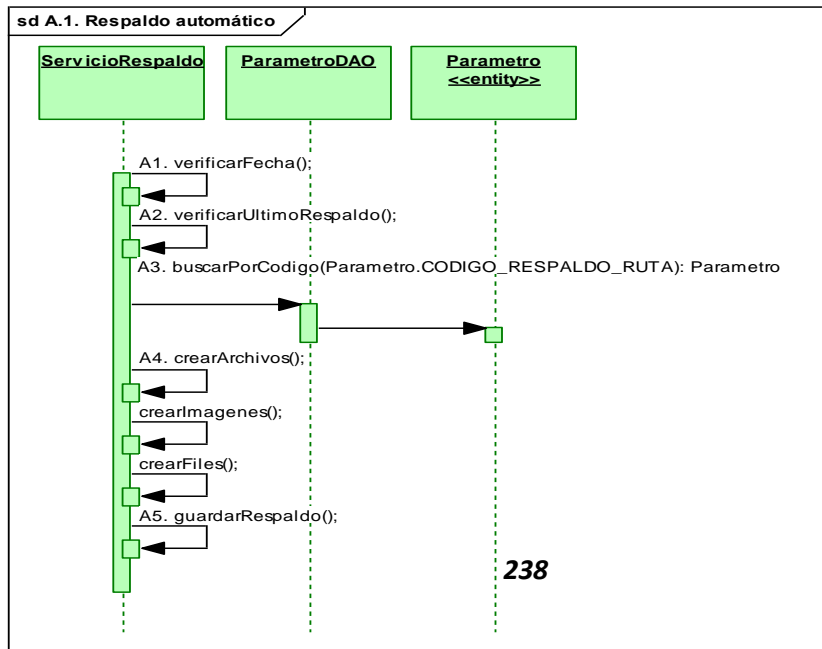 sd A.1. Respaldo automático
ServicioRespaldo
ParametroDAO
Parametro
<<entity>>
A1. verificarFecha();
A2. verificarUltimoRespaldo();
A3. buscarPorCodigo(Parametro.CODIGO_RESPALDO_RUTA): Parametro
A4. crearArchivos();
crearImagenes();
crearFiles();
A5. guardarRespaldo();
238